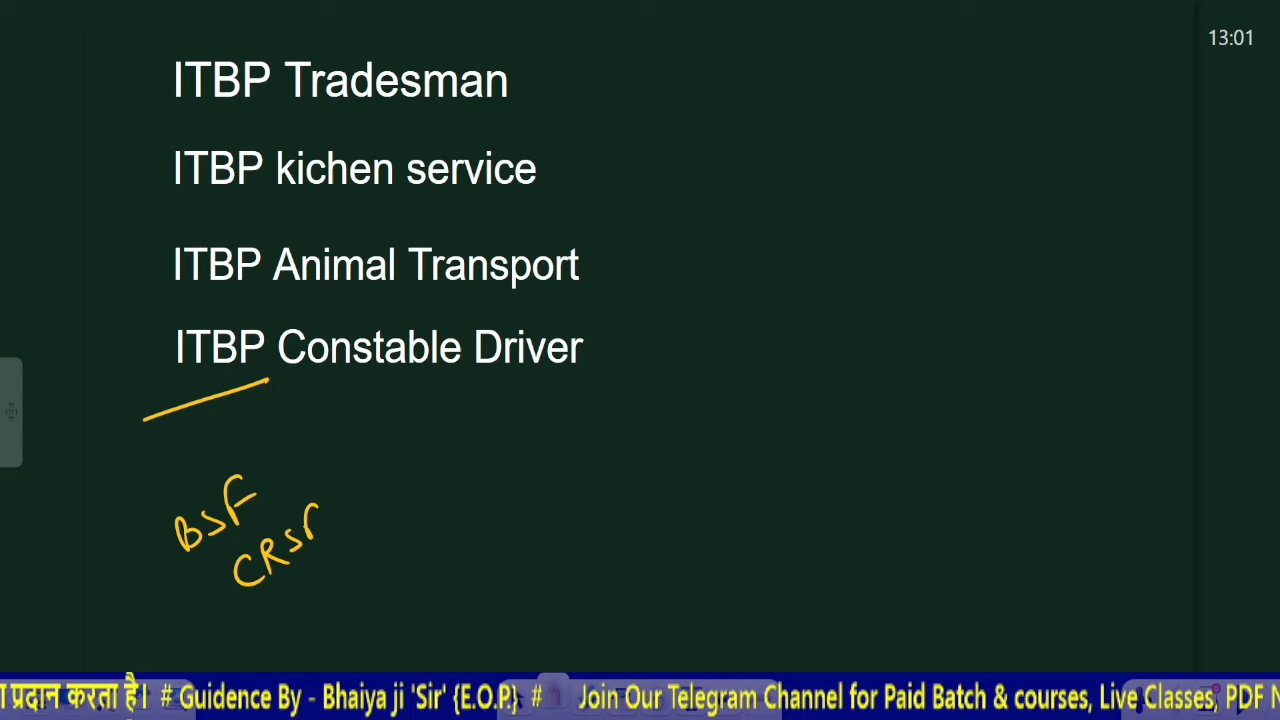 13:01
ITBP Tradesman
ITBP kichen service
ITBP Animal Transport
ITBP Constable Driver
BSF
CRSF
प्रदान करता है। # Guidence By - Bhaiya ji 'Sir' {E.O.P.} # Join Our Telegram Channel for Paid Batch & courses, Live Classes, PDF N